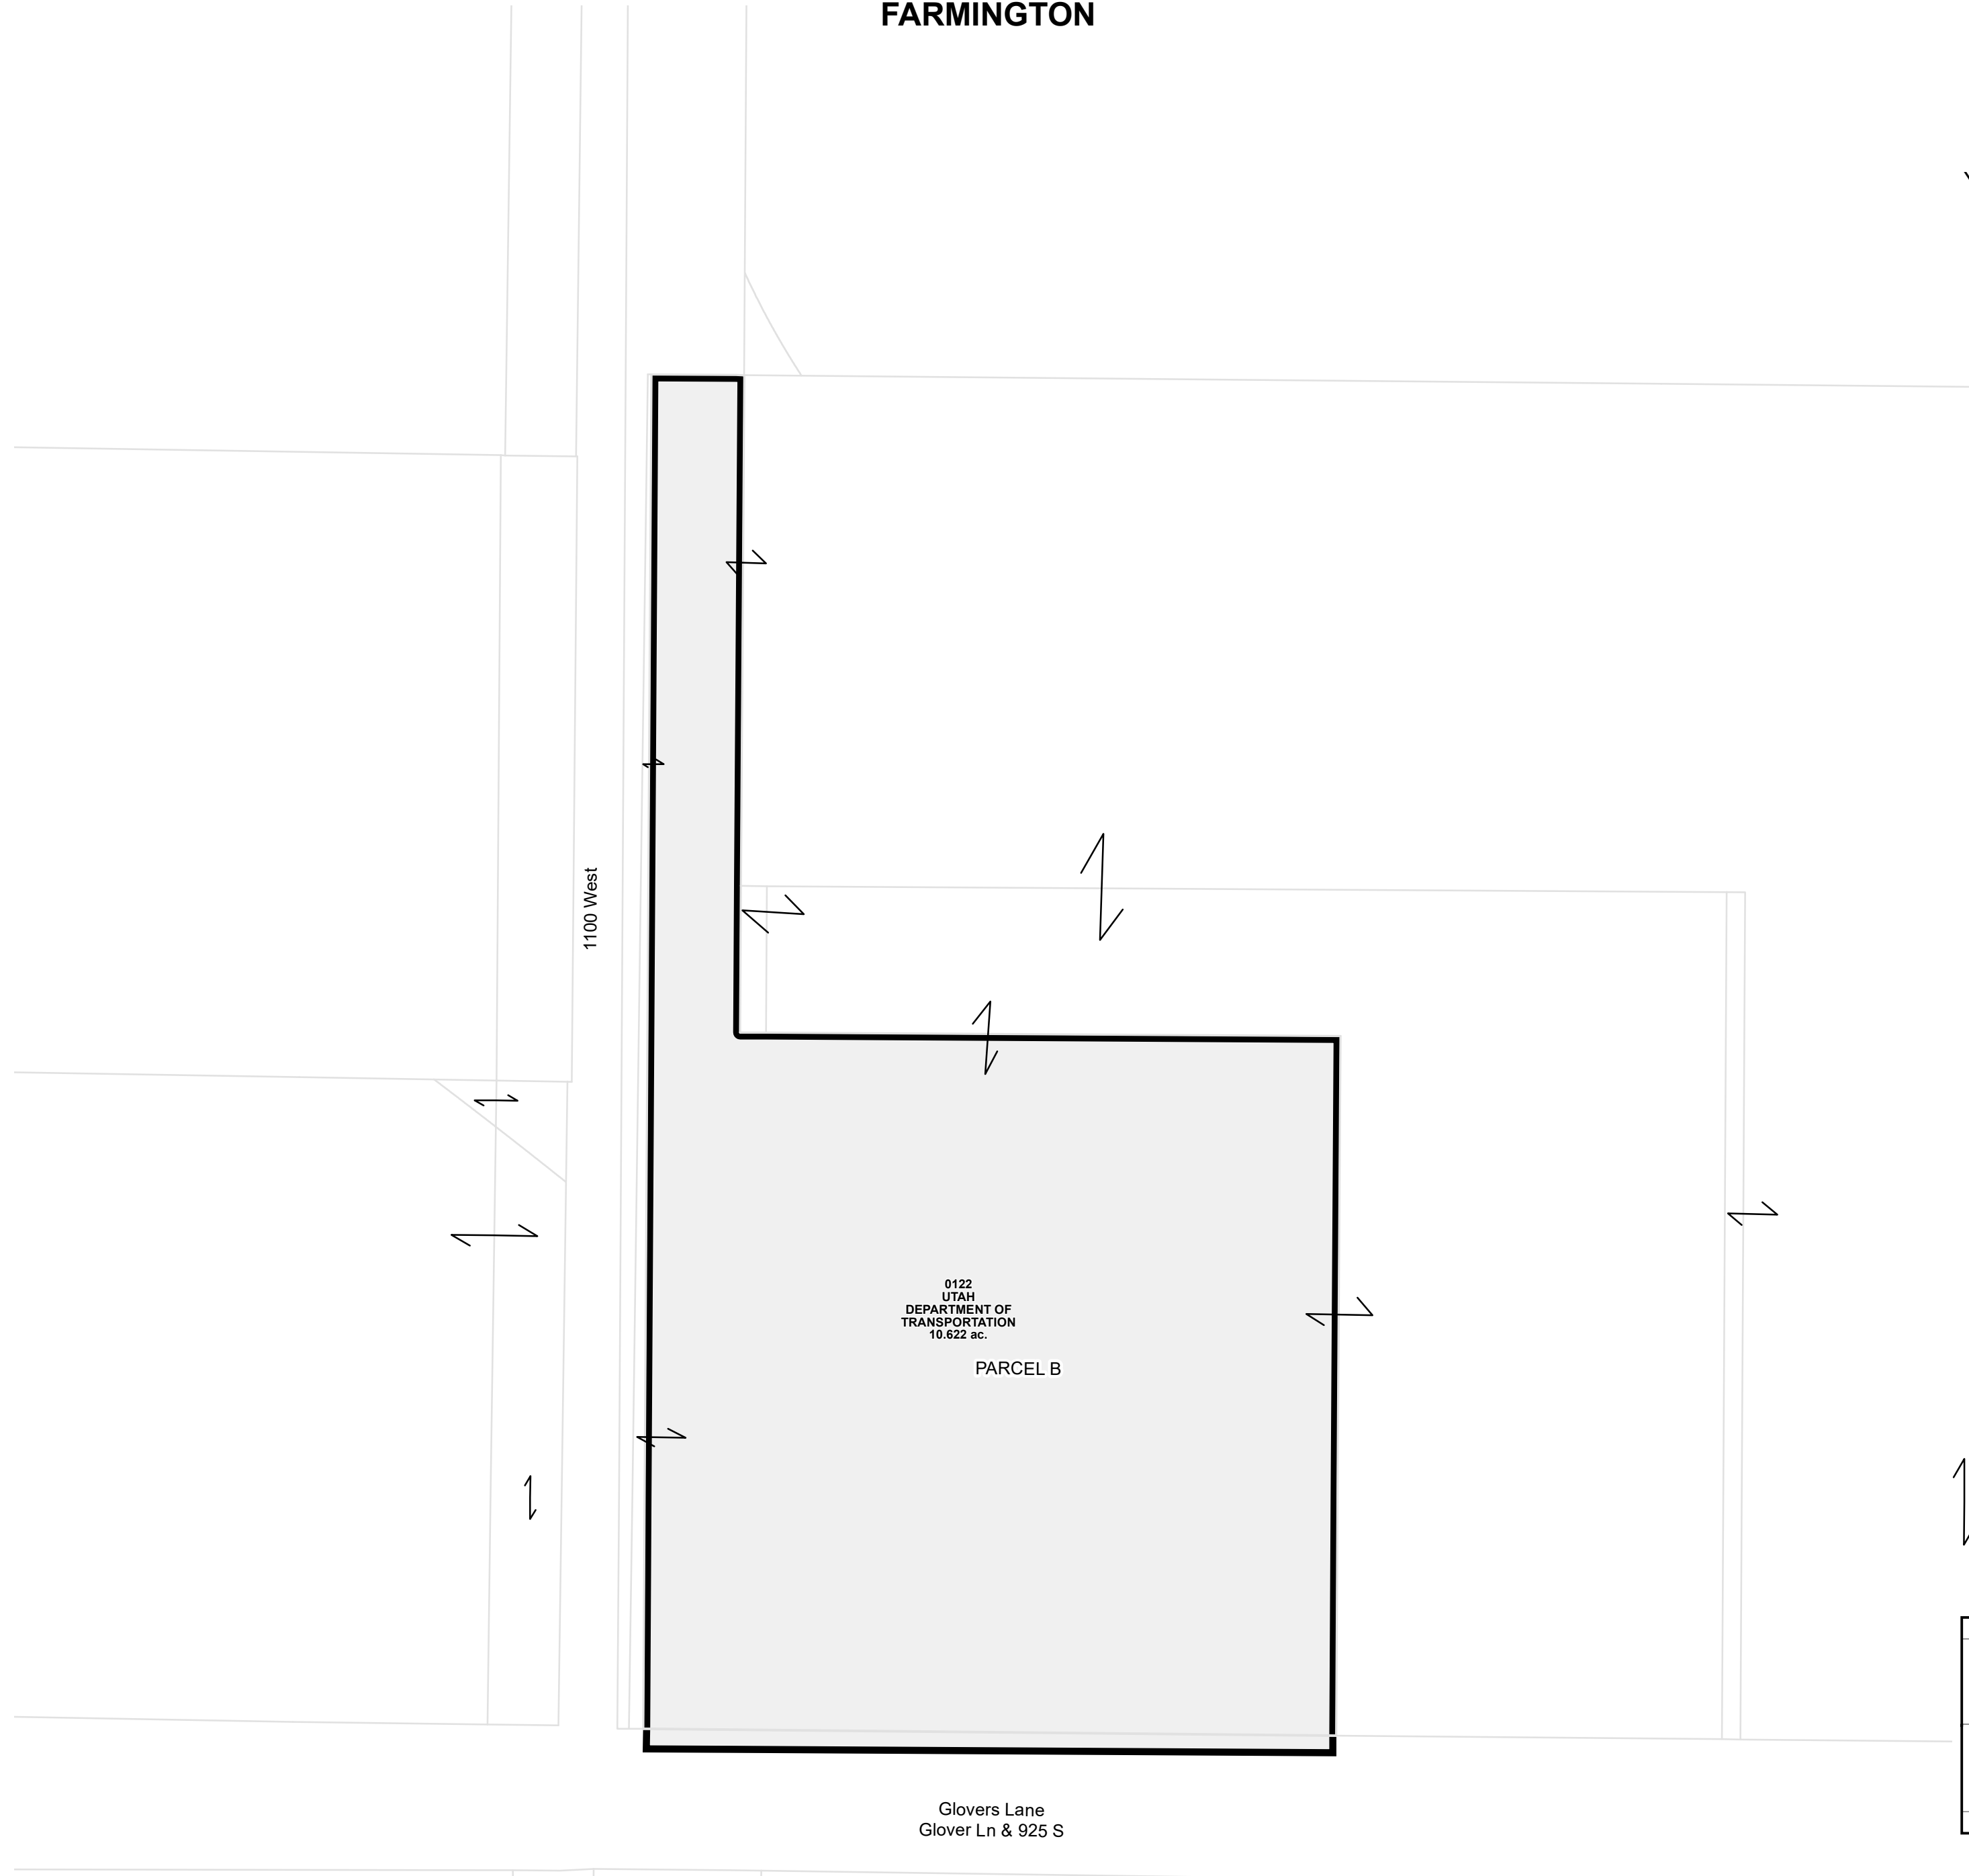 FARMINGTON
1100 West
0122
UTAH
DEPARTMENT OF
TRANSPORTATION
10.622 ac.
PARCEL B
Glovers Lane
Glover Ln & 925 S